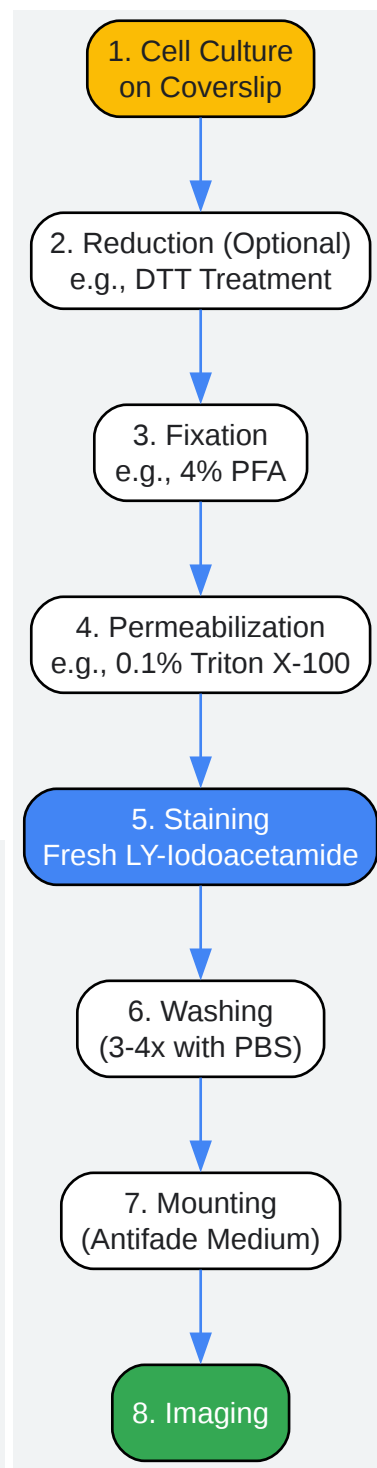 1. Cell Culture
on Coverslip
2. Reduction (Optional)
e.g., DTT Treatment
3. Fixation
e.g., 4% PFA
4. Permeabilization
e.g., 0.1% Triton X-100
5. Staining
Fresh LY-Iodoacetamide
6. Washing
(3-4x with PBS)
7. Mounting
(Antifade Medium)
8. Imaging